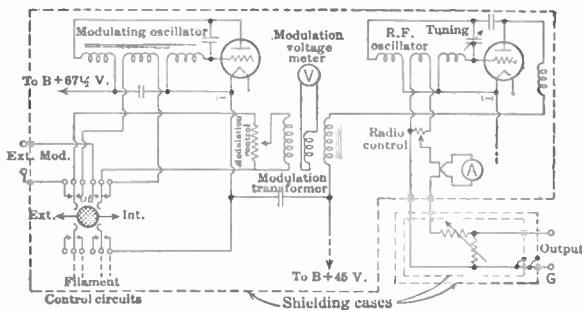 Modulating oscillator
Modulation
voltage
meter
V
R.F.
oscillator
Tuning
To B+67½ V.
Ext. Mod.
Modulation
control
Radio
control
A
Modulation
transformer
on
Ext.
Int.
Filament
Control circuits
To B+45 V.
Output
G
Shielding cases